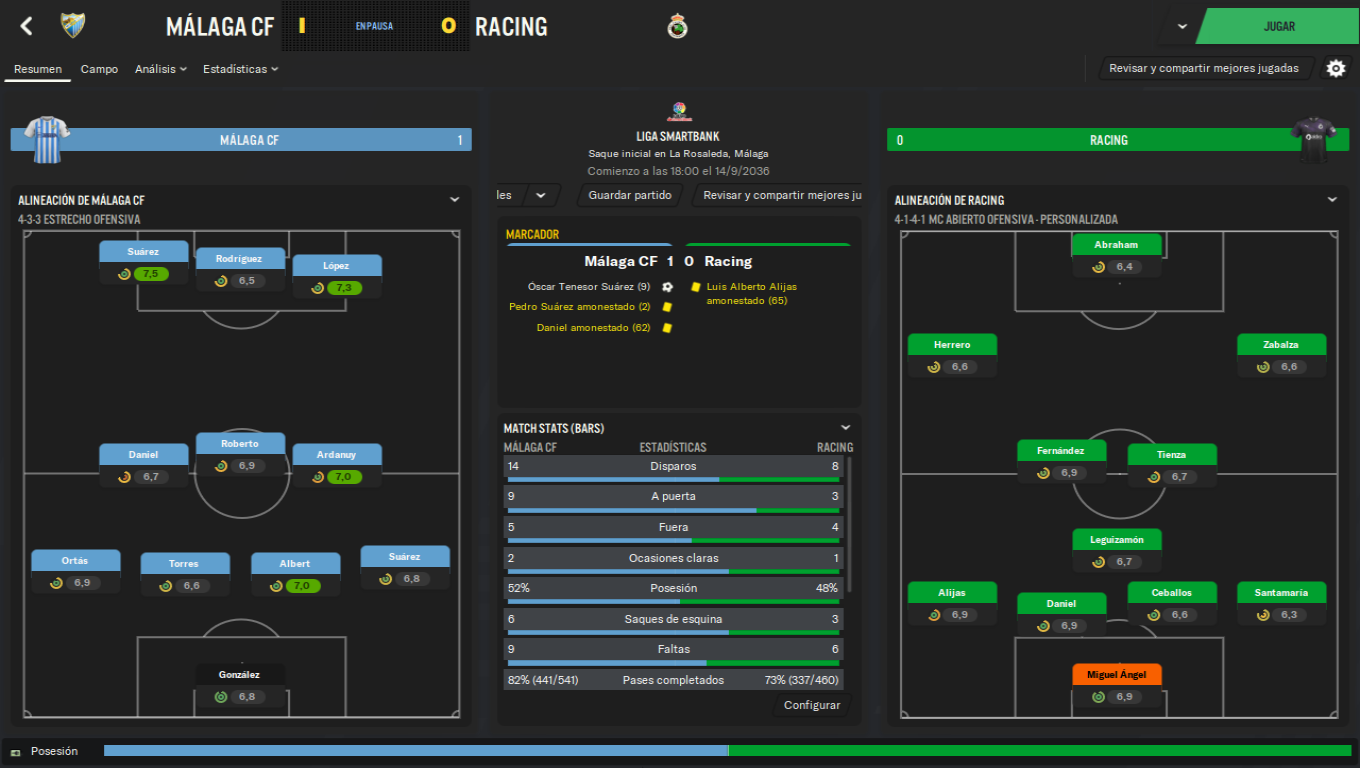 MÁLAGA CF 1 EN PAUSA 0 RACING
JUGAR
Resumen Campo Análisis Estadísticas
Revisar y compartir mejores jugadas
MÁLAGA CF 1
ALINEACIÓN DE MÁLAGA CF
4-3-3 ESTRECHO OFENSIVA
Suárez
7,5
Rodríguez
6,5
López
7,3
Daniel
6,7
Roberto
6,9
Ardanuy
7,0
Ortás
6,9
Torres
6,6
Albert
7,0
Suárez
6,8
González
6,8
LIGA SMARTBANK
Saque inicial en La Rosaleda, Málaga
Comienzo a las 18:00 el 14/9/2036
les Guardar partido Revisar y compartir mejores ju
MARCADOR
Málaga CF 1 0 Racing
Óscar Tenesor Suárez (9)
Pedro Suárez amonestado (2)
Daniel amonestado (62)
Luis Alberto Alijas
amonestado (65)
MATCH STATS (BARS)
MÁLAGA CF ESTADÍSTICAS RACING
14 Disparos 8
9 A puerta 3
5 Fuera 4
2 Ocasiones claras 1
52% Posesión 48%
6 Saques de esquina 3
9 Faltas 6
82% (441/541) Pases completados 73% (337/460)
Configurar
0 RACING
ALINEACIÓN DE RACING
4-1-4-1 MC ABIERTO OFENSIVA - PERSONALIZADA
Abraham
6,4
Herrero
6,6
Zabalza
6,6
Fernández
6,9
Tienza
6,7
Leguizamón
6,7
Alijas
6,9
Daniel
6,9
Ceballos
6,6
Santamaría
6,3
Miguel Ángel
6,9
Posesión